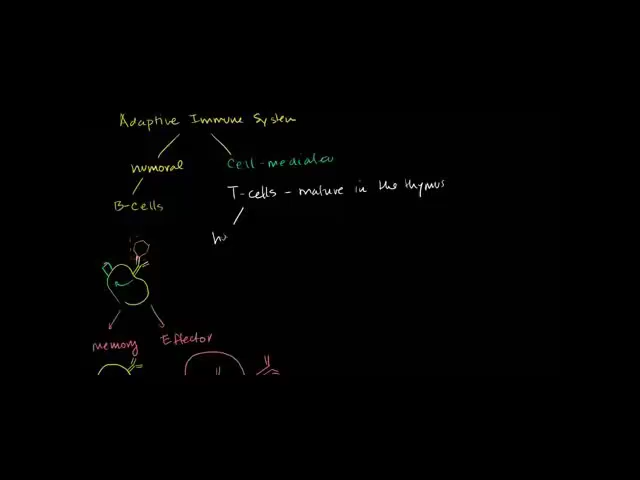 Adaptive Immune System
humoral
Cell-mediated
B-cells
T-cells - mature in the thymus
Memory
Effector